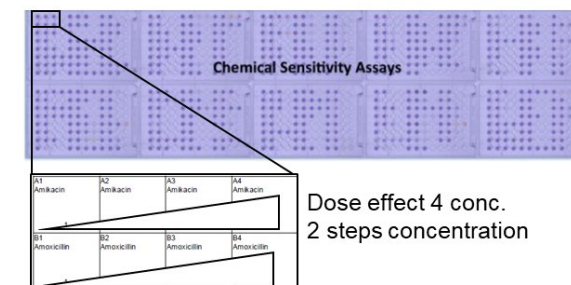 Chemical Sensitivity Assays
A1 A2 A3 A4
Amikacin Amikacin Amikacin Amikacin
B1 B2 B3 B4
Amoxicillin Amoxicillin Amoxicillin Amoxicillin
Dose effect 4 conc.
2 steps concentration